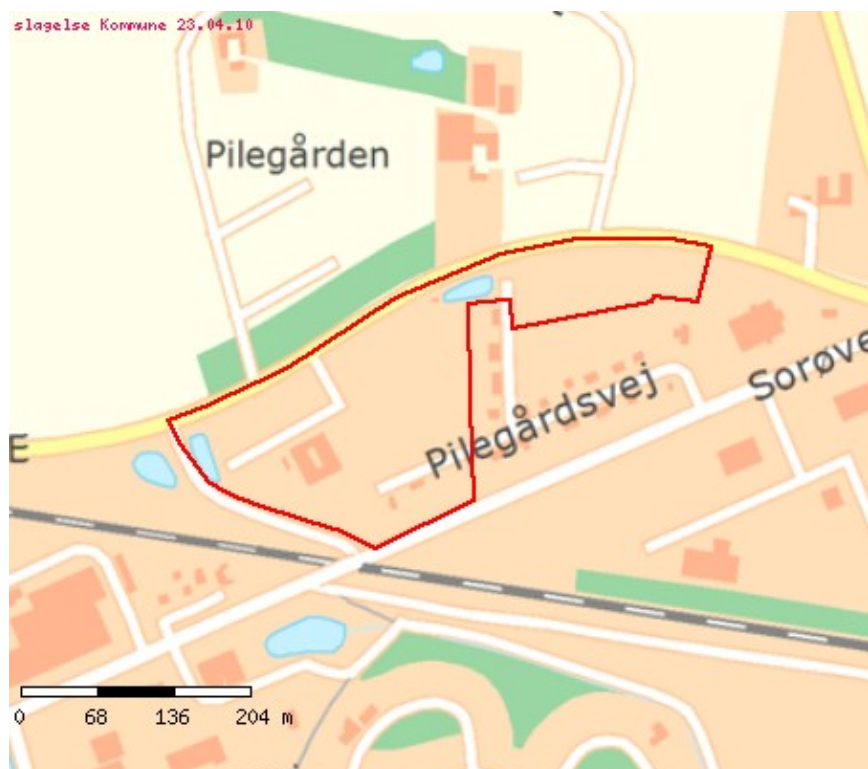 slagelse Kommune 23.04.10
Pilegården
Sorøve
Pilegårdsvej
E
0 68 136 204 m